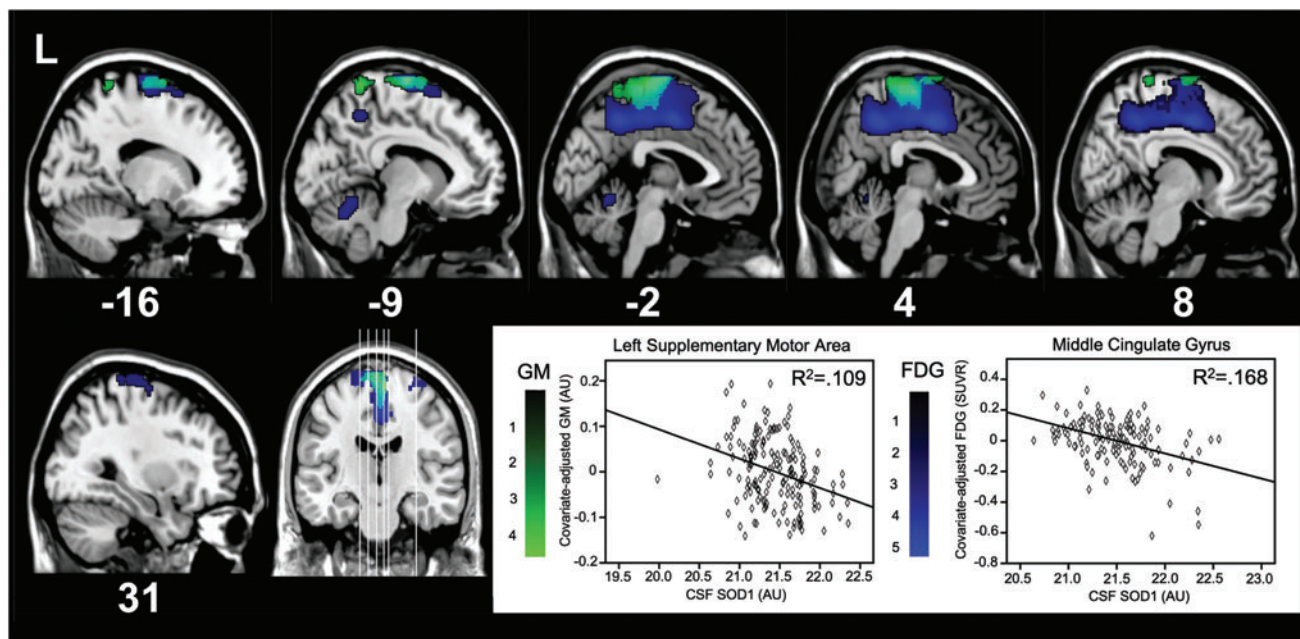 L
-16
-9
-2
4
8
31
GM
1
2
3
4
Left Supplementary Motor Area
R²=.109
Covariate-adjusted GM (AU)
0.2
0.1
0
-0.1
-0.2
19.5 20.0 20.5 21.0 21.5 22.0 22.5
CSF SOD1 (AU)
FDG
1
2
3
4
5
Middle Cingulate Gyrus
R²=.168
Covariate-adjusted FDG (SUVR)
0.4
0.2
0
-0.2
-0.4
-0.6
-0.8
20.5 21.0 21.5 22.0 22.5 23.0
CSF SOD1 (AU)